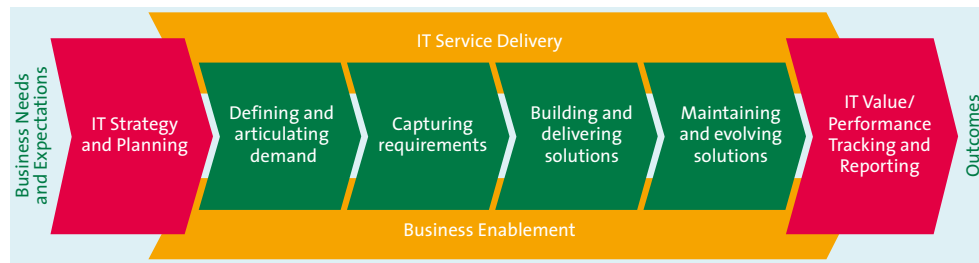 Business Needs
and Expectations
IT Strategy
and Planning
IT Service Delivery
Defining and
articulating
demand
Capturing
requirements
Building and
delivering
solutions
Maintaining
and evolving
solutions
Business Enablement
IT Value/
Performance
Tracking and
Reporting
Outcomes